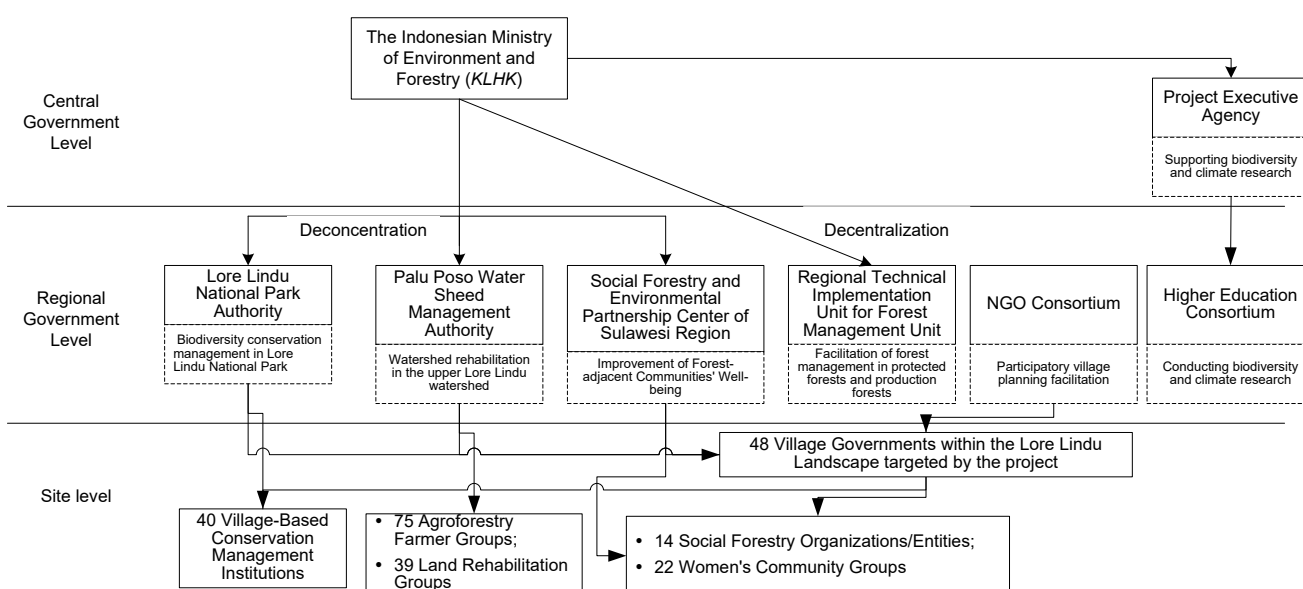 The Indonesian Ministry
of Environment and
Forestry (KLHK)
Central
Government
Level
Project Executive
Agency
Supporting biodiversity
and climate research
Deconcentration
Decentralization
Regional
Government
Level
Lore Lindu
National Park
Authority
Biodiversity conservation
management in Lore
Lindu National Park
Palu Poso Water
Shed
Management
Authority
Watershed rehabilitation
in the upper Lore Lindu
watershed
Social Forestry and
Environmental
Partnership Center of
Sulawesi Region
Improvement of Forest-
adjacent Communities' Well-
being
Regional Technical
Implementation
Unit for Forest
Management Unit
Facilitation of forest
management in protected
forests and production
forests
NGO Consortium
Participatory village
planning facilitation
Higher Education
Consortium
Conducting biodiversity
and climate research
Site level
48 Village Governments within the Lore Lindu
Landscape targeted by the project
40 Village-Based
Conservation
Management
Institutions
• 75 Agroforestry
Farmer Groups;
• 39 Land Rehabilitation
Groups
• 14 Social Forestry Organizations/Entities;
• 22 Women's Community Groups